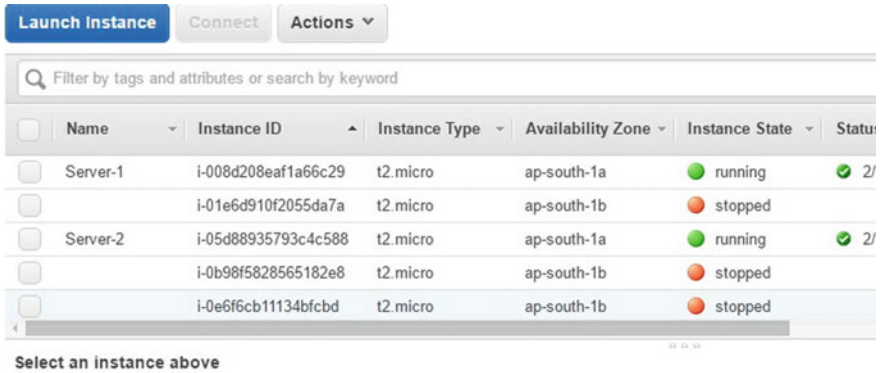 Launch Instance Connect Actions
Filter by tags and attributes or search by keyword
Name Instance ID Instance Type Availability Zone Instance State Status
Server-1 i-008d208eaf1a66c29 t2.micro ap-south-1a running 2/
i-01e6d910f2055da7a t2.micro ap-south-1b stopped
Server-2 i-05d88935793c4c588 t2.micro ap-south-1a running 2/
i-0b98f5828565182e8 t2.micro ap-south-1b stopped
i-0e6f6cb11134bfcbd t2.micro ap-south-1b stopped
Select an instance above